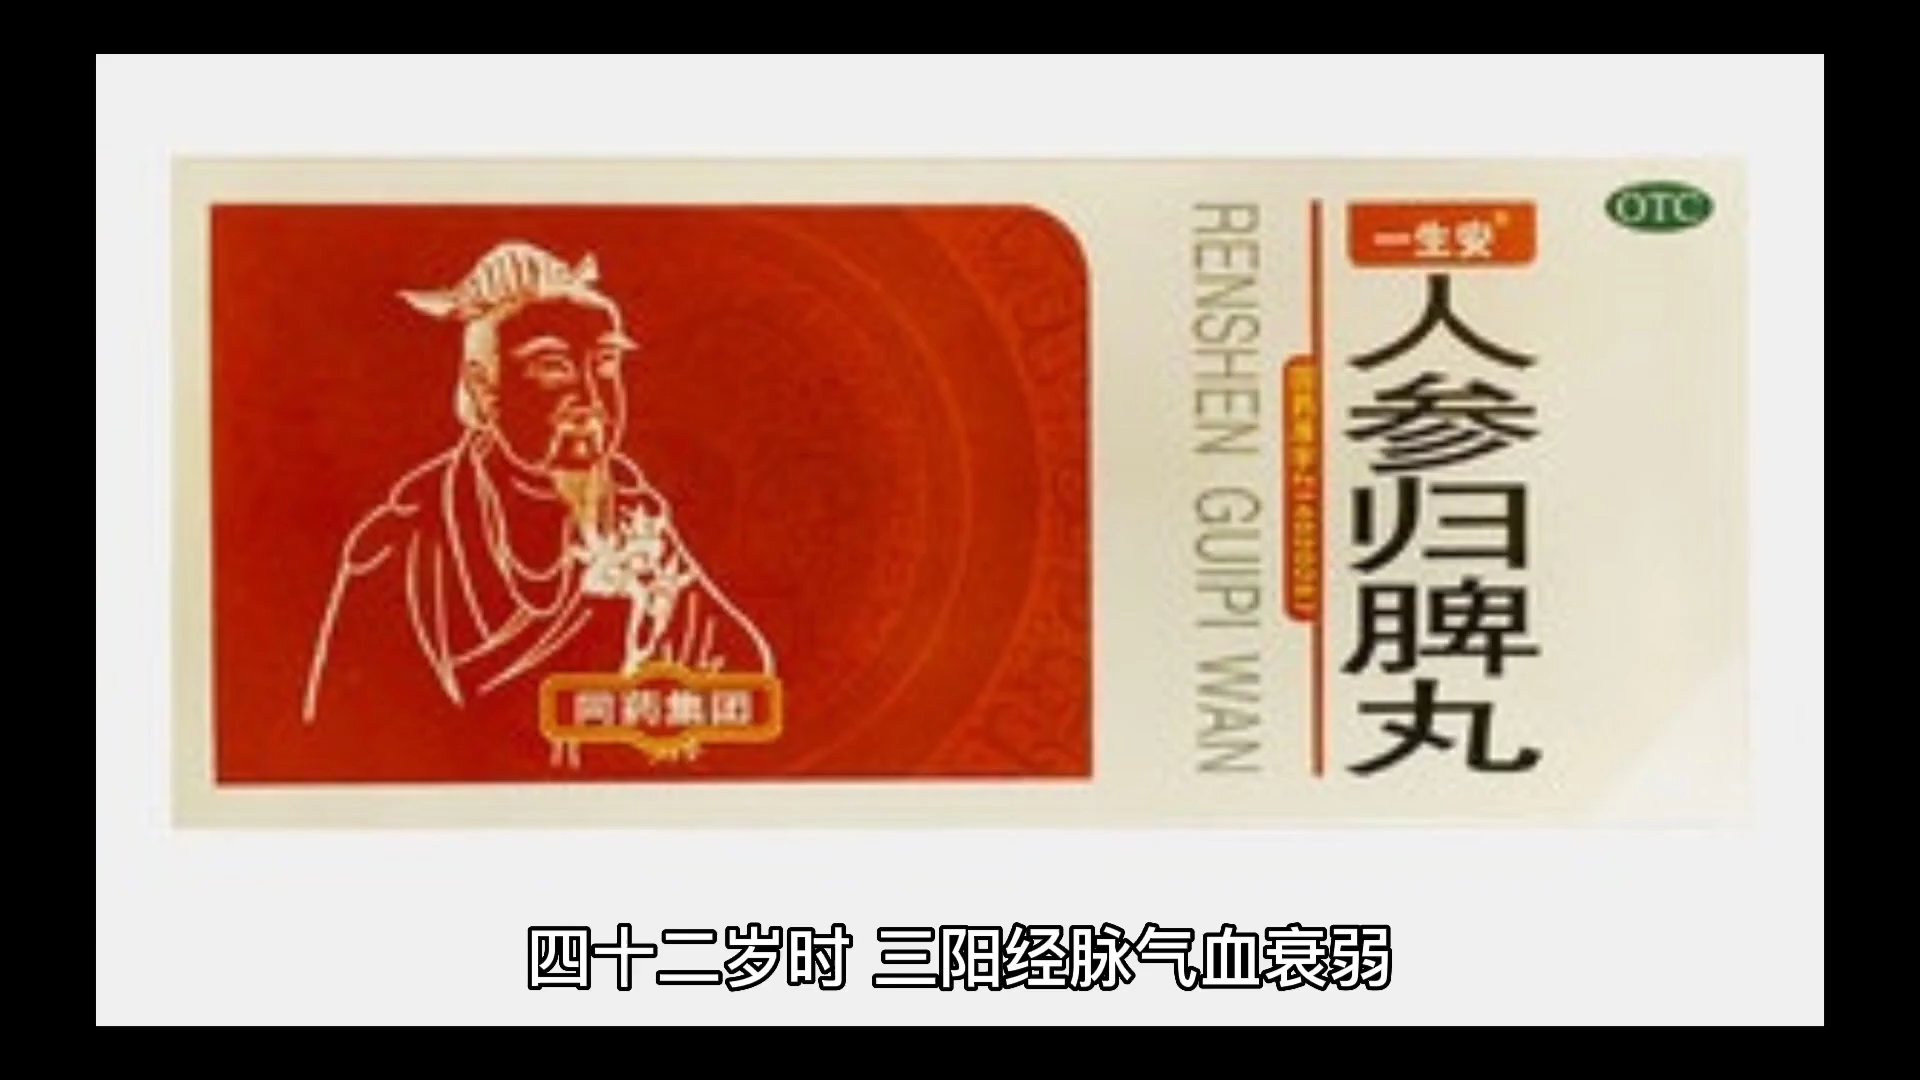 OTC
一生安
人参归脾丸
RENSHEN GUIPI WAN
同药集团
四十二岁时 三阳经脉气血衰弱